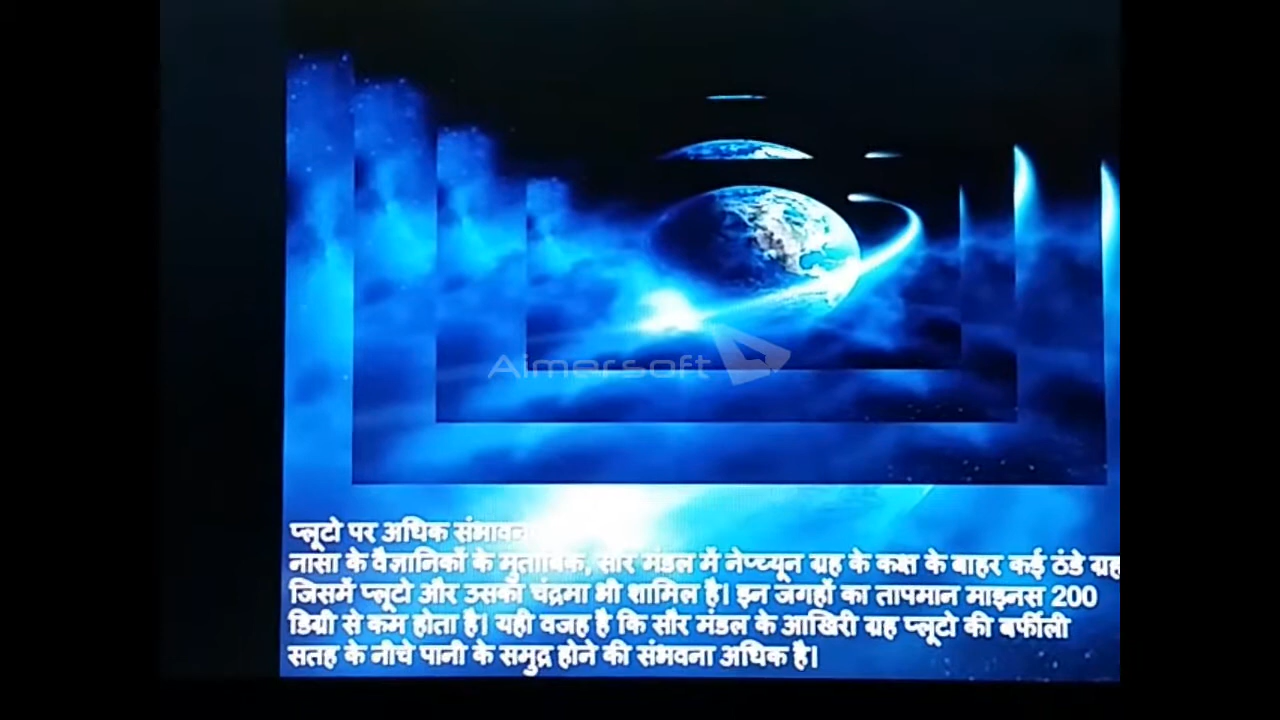 Aimersoft
प्लूटो पर अधिक संभावन
नासा के वैज्ञानिकों के मुताबिक, सौर मंडल में नेप्च्यून ग्रह के कक्ष के बाहर कई ठंडे ग्रह
जिसमें प्लूटो और उसका चंद्रमा भी शामिल है। इन जगहों का तापमान माइनस 200
डिग्री से कम होता है। यही वजह है कि सौर मंडल के आखिरी ग्रह प्लूटो की बर्फीली
सतह के नीचे पानी के समुद्र होने की संभवना अधिक है।